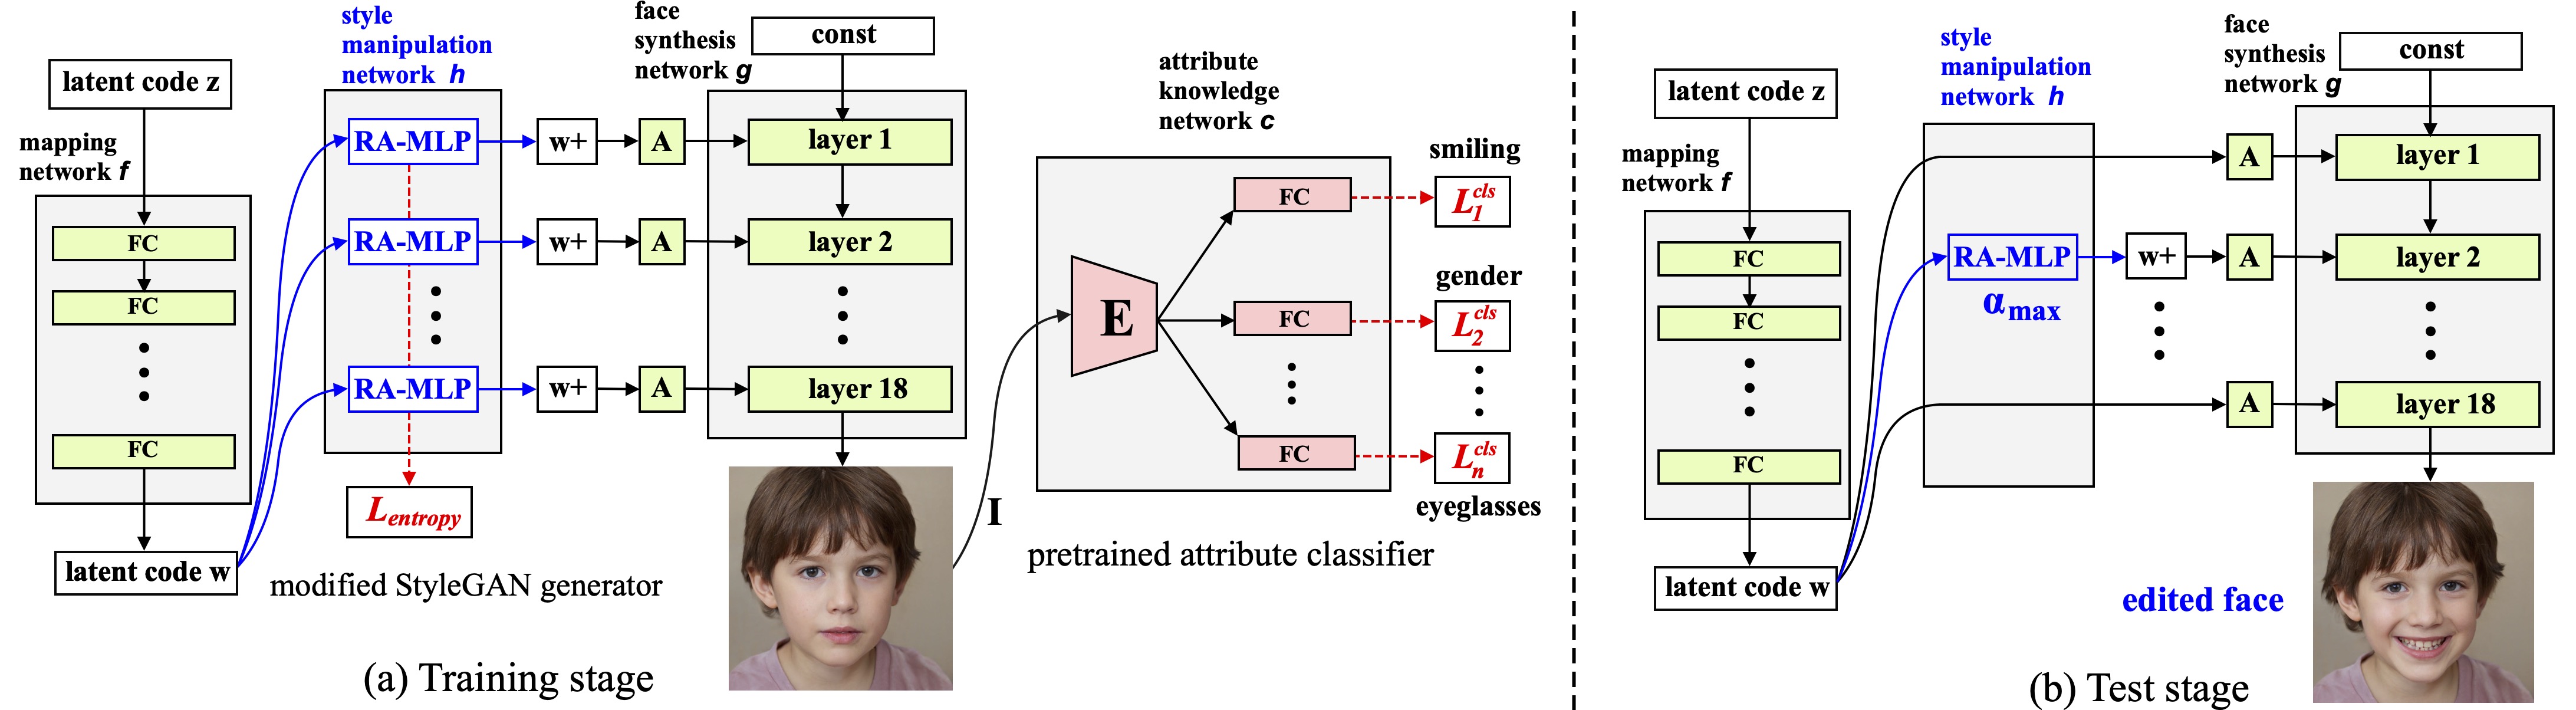 latent code z
mapping
network f
FC
FC
FC
latent code w
style
manipulation
network h
RA-MLP
RA-MLP
RA-MLP
L_entropy
w+
w+
w+
A
A
A
face
synthesis
network g
const
layer 1
layer 2
layer 18
modified StyleGAN generator
I
attribute
knowledge
network c
E
FC
FC
FC
smiling
L_1^cls
gender
L_2^cls
L_n^cls
eyeglasses
pretrained attribute classifier
(a) Training stage
latent code z
mapping
network f
FC
FC
FC
latent code w
style
manipulation
network h
RA-MLP
α_max
w+
A
A
A
face
synthesis
network g
const
layer 1
layer 2
layer 18
edited face
(b) Test stage